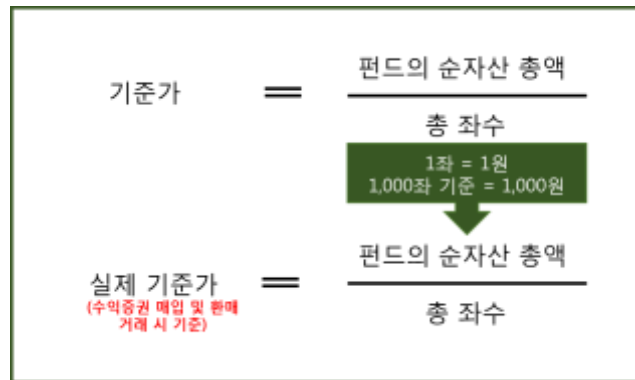 펀드의 순자산 총액
기준가 =
총 좌수
1좌 = 1원
1,000좌 기준 = 1,000원
펀드의 순자산 총액
실제 기준가 =
(수익증권 매입 및 환매
거래 시 기준)
총 좌수